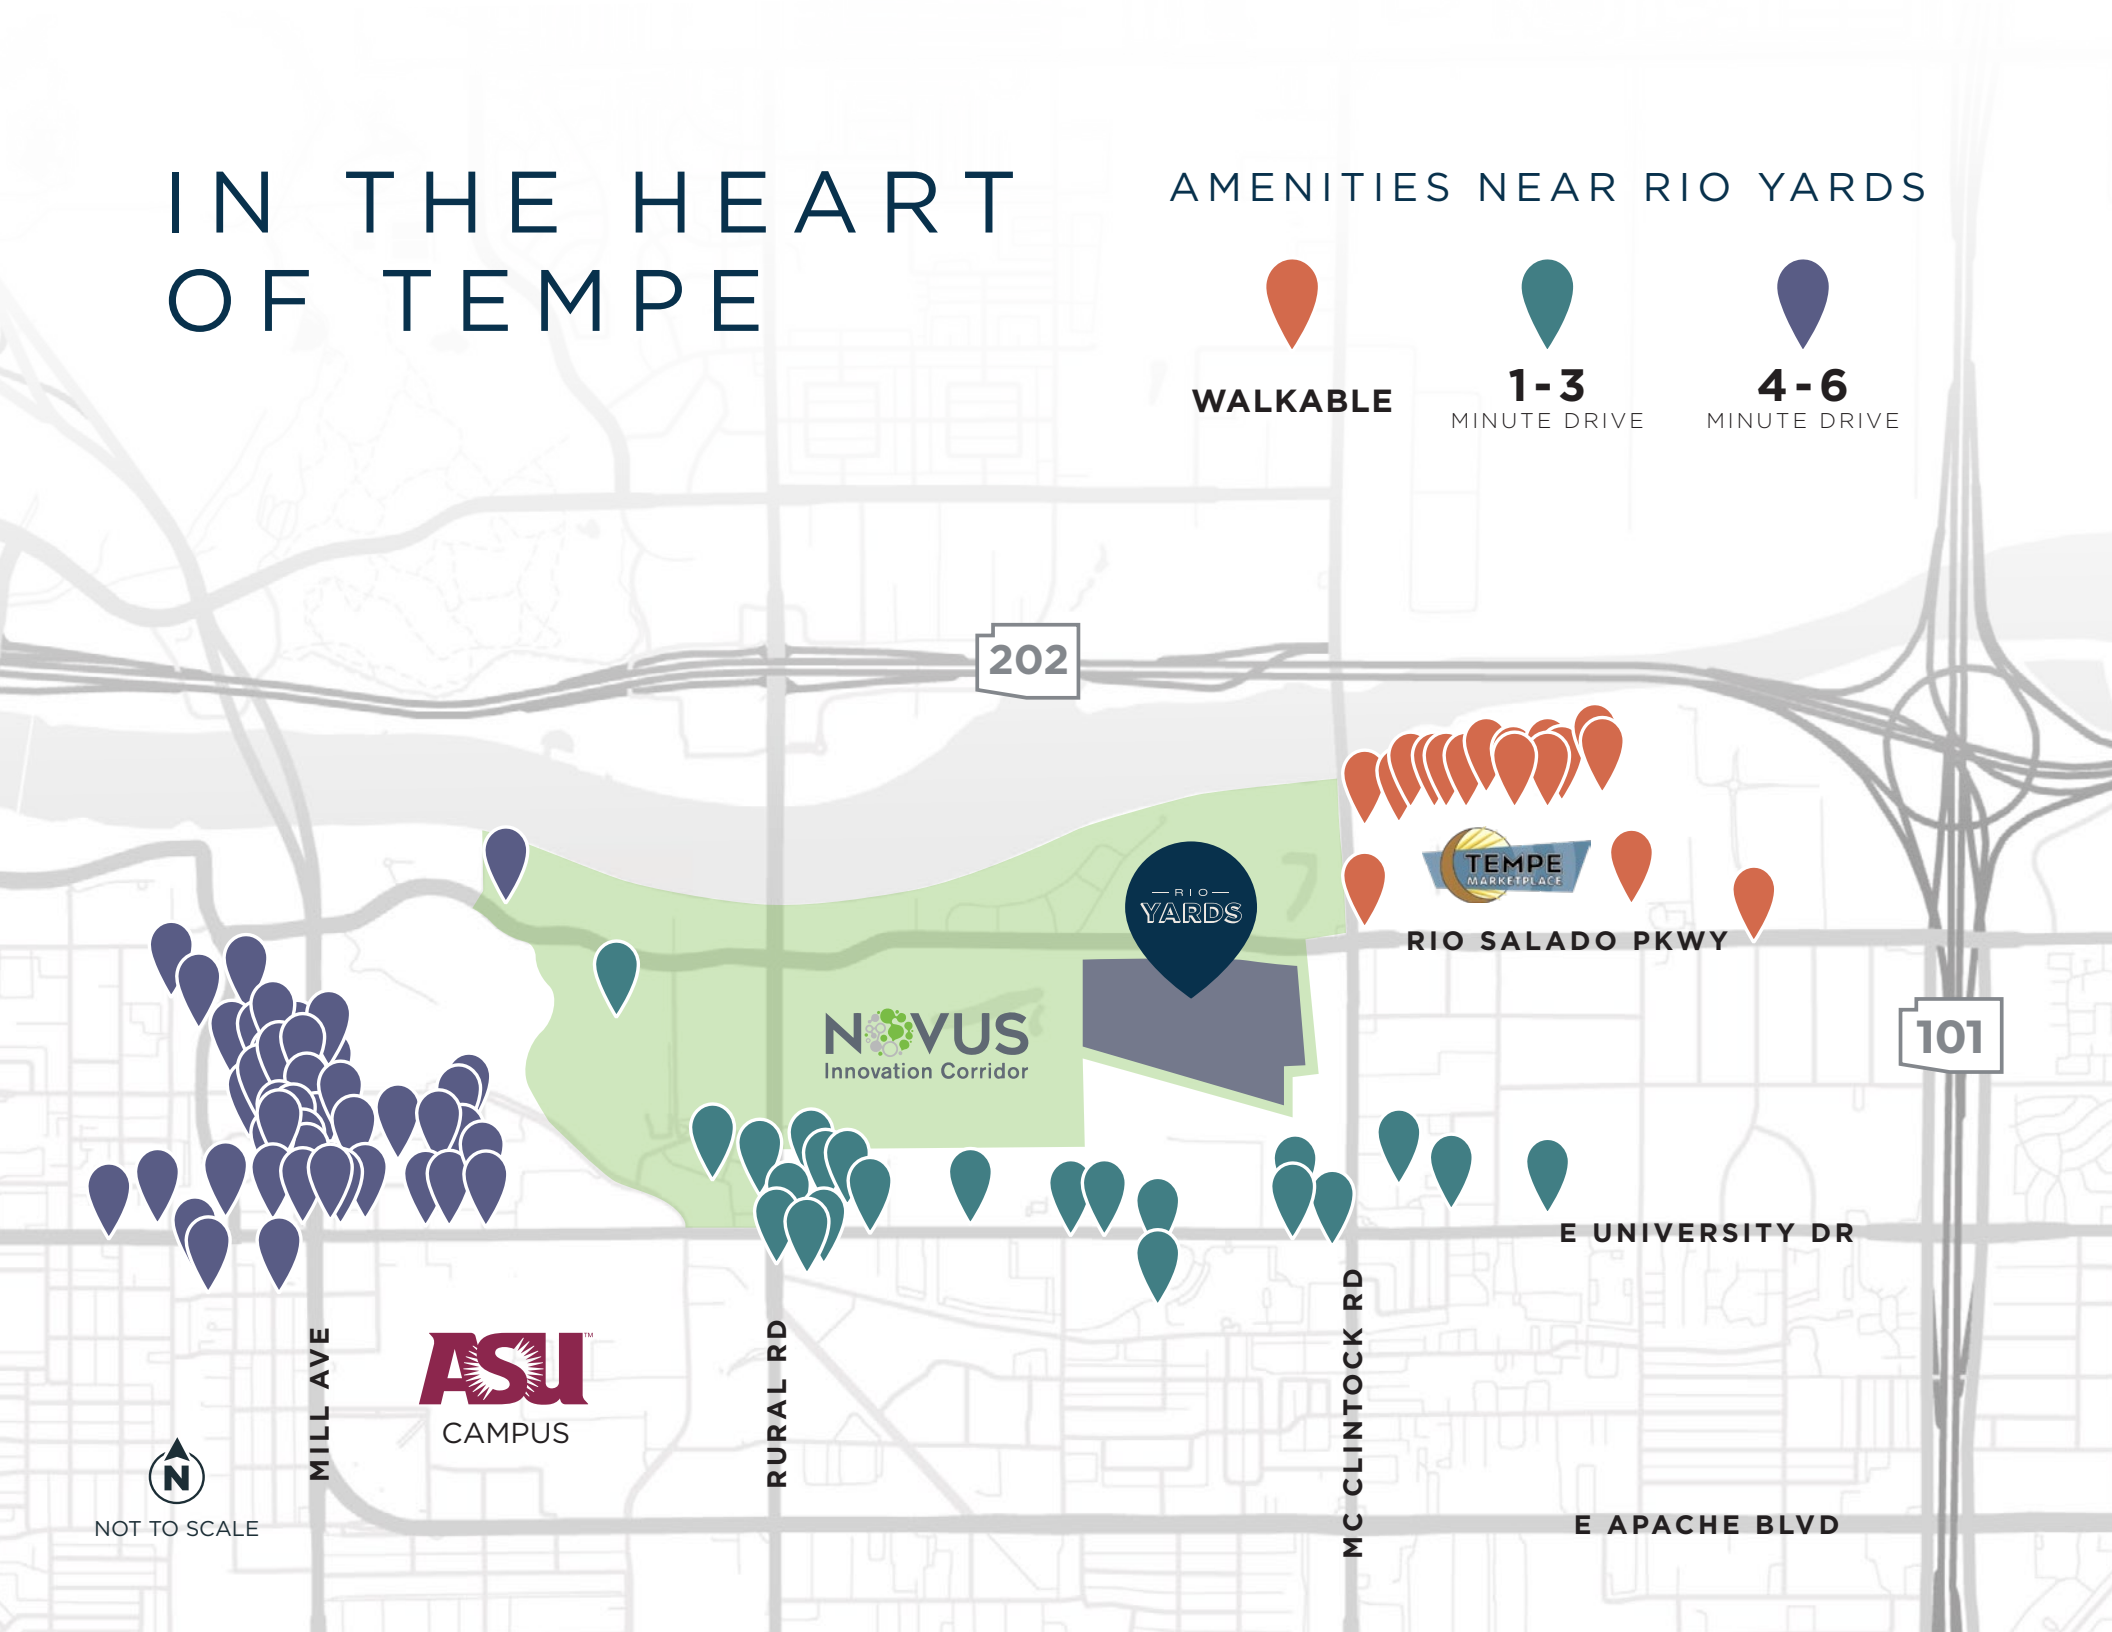 IN THE HEART
OF TEMPE
AMENITIES NEAR RIO YARDS
WALKABLE
1-3
MINUTE DRIVE
4-6
MINUTE DRIVE
202
TEMPE
MARKETPLACE
RIO
YARDS
RIO SALADO PKWY
NOVUS
Innovation Corridor
101
E UNIVERSITY DR
MILL AVE
ASU
TM
CAMPUS
RURAL RD
MC CLINTOCK RD
N
NOT TO SCALE
E APACHE BLVD